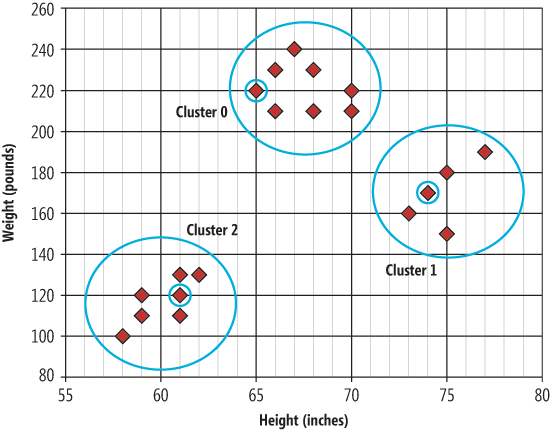 260
240
220
200
180
160
140
120
100
80
Weight (pounds)
Cluster 0
Cluster 1
Cluster 2
55 60 65 70 75 80
Height (inches)